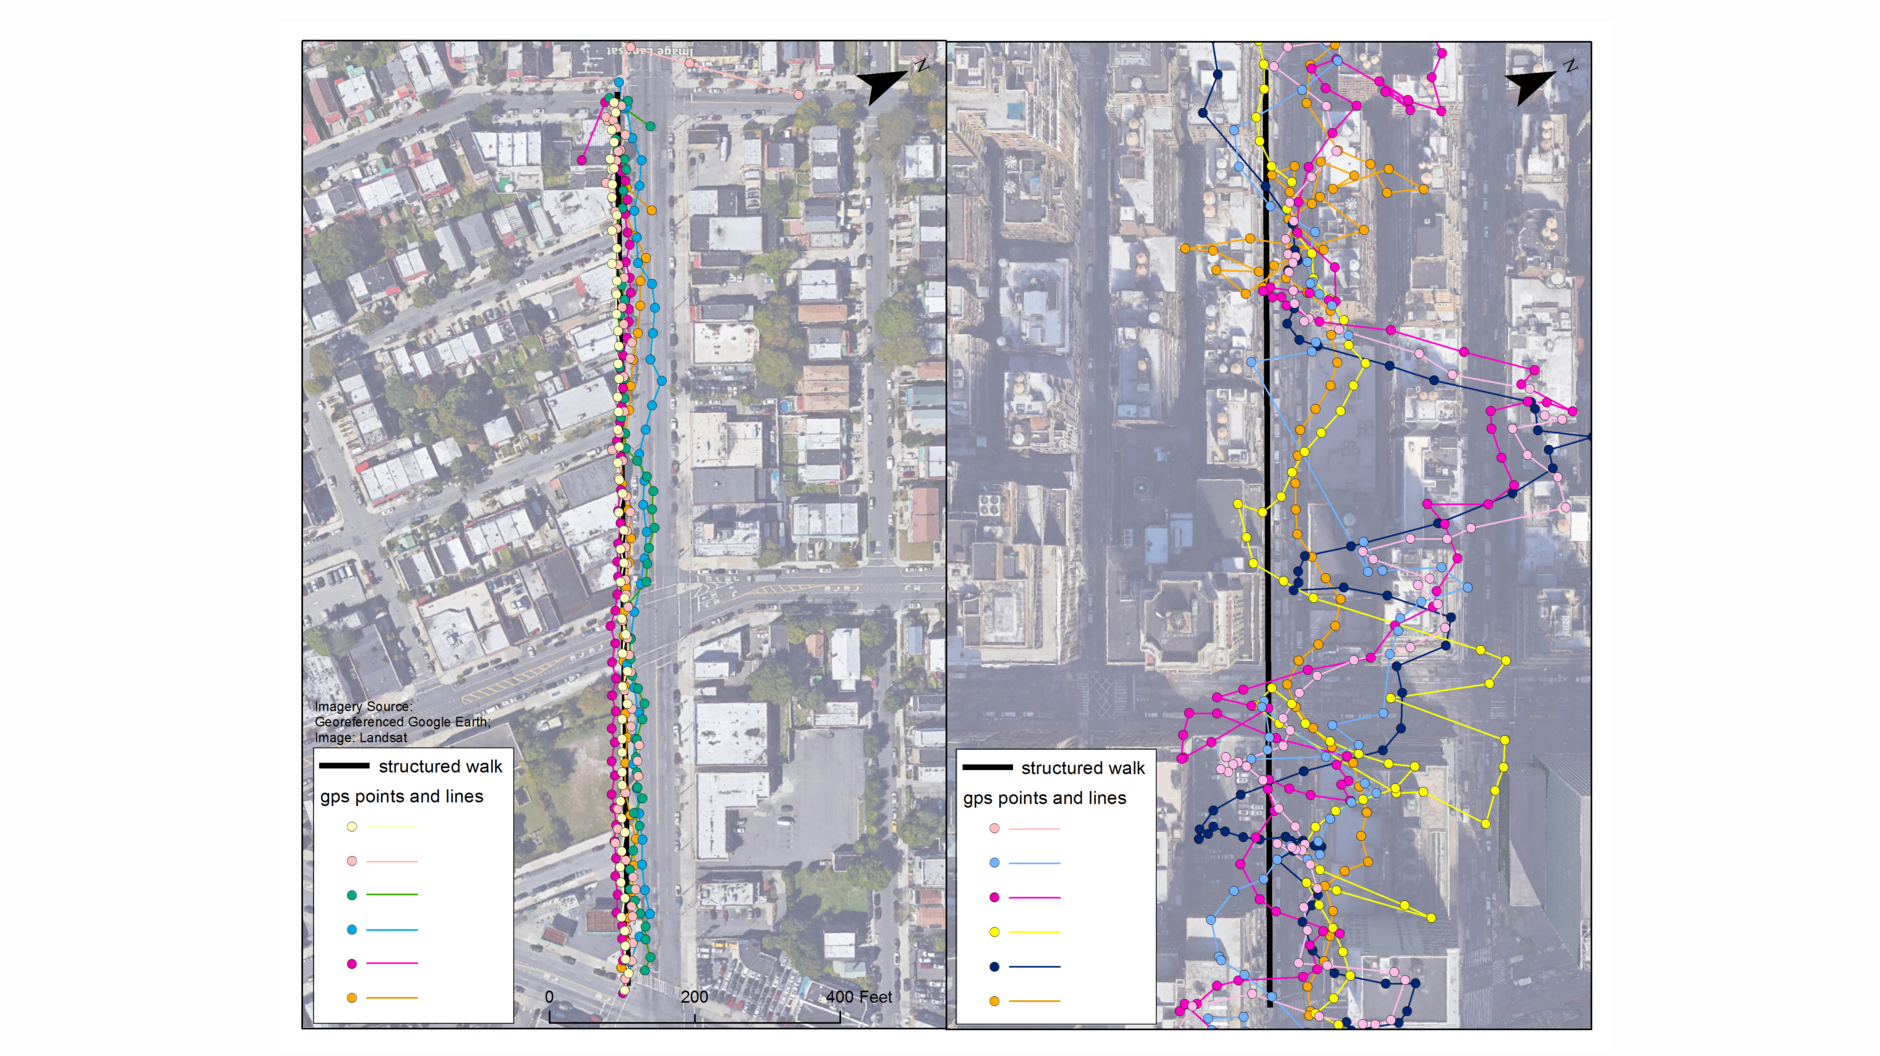 Image Landsat
N
N
Imagery Source:
Georeferenced Google Earth;
Image: Landsat
structured walk
gps points and lines
0 200 400 Feet
structured walk
gps points and lines